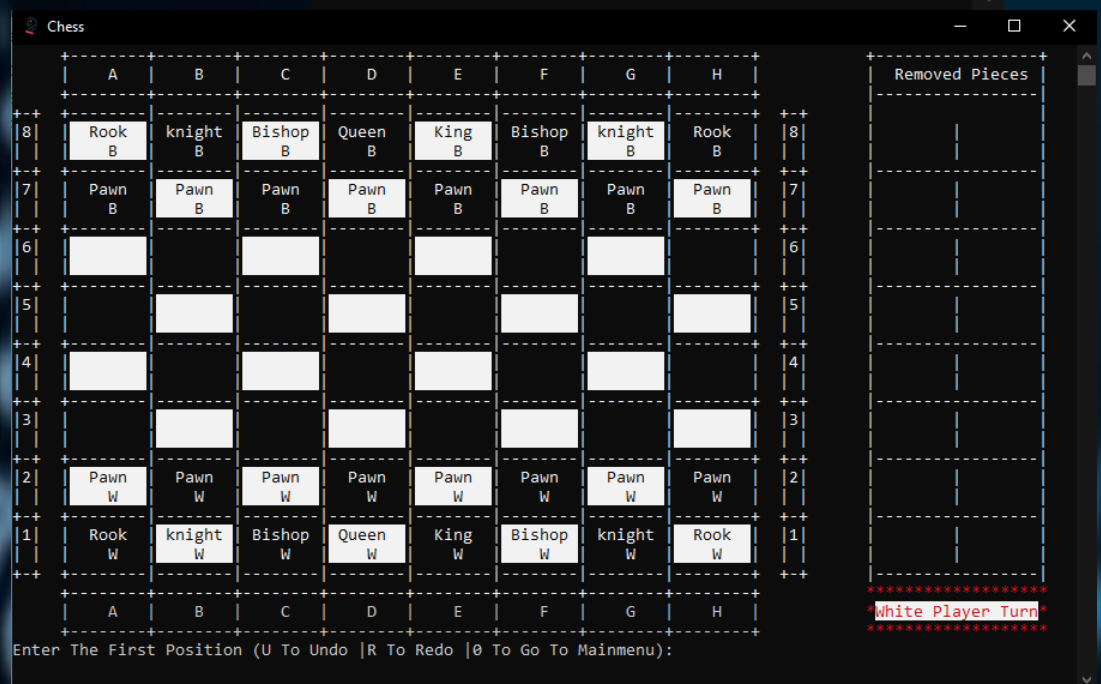 Chess
A B C D E F G H Removed Pieces
8 Rook knight Bishop Queen King Bishop knight Rook 8
B B B B B B B B
7 Pawn Pawn Pawn Pawn Pawn Pawn Pawn Pawn 7
B B B B B B B B
6 6
5 5
4 4
3 3
2 Pawn Pawn Pawn Pawn Pawn Pawn Pawn Pawn 2
W W W W W W W W
1 Rook knight Bishop Queen King Bishop knight Rook 1
W W W W W W W W
A B C D E F G H *White Player Turn*
Enter The First Position (U To Undo |R To Redo |0 To Go To Mainmenu):